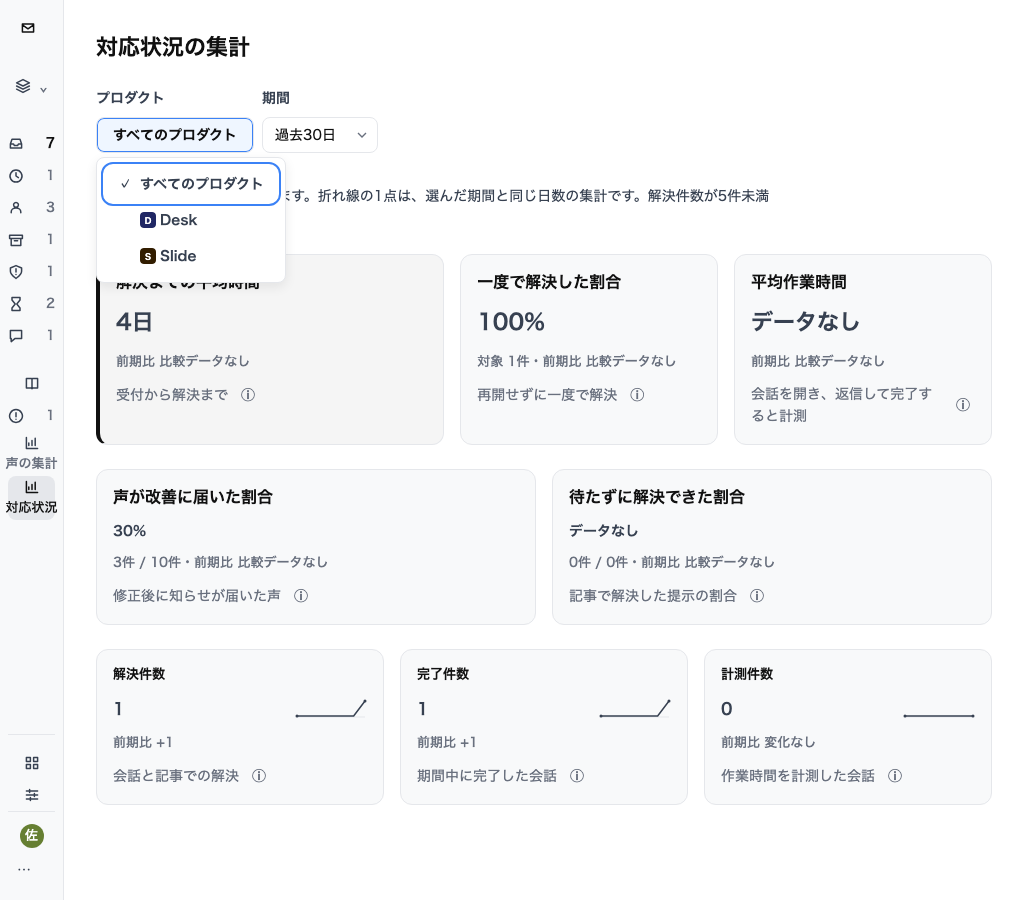 対応状況の集計
プロダクト
期間
すべてのプロダクト
過去30日
✓ すべてのプロダクト
D Desk
S Slide
ます。折れ線の1点は、選んだ期間と同じ日数の集計です。解決件数が5件未満
7
1
3
1
1
2
1
1
声の集計
対応状況
佐
…
解決までの平均時間
4日
前期比 比較データなし
受付から解決まで
一度で解決した割合
100%
対象 1件・前期比 比較データなし
再開せずに一度で解決
平均作業時間
データなし
前期比 比較データなし
会話を開き、返信して完了す
ると計測
声が改善に届いた割合
30%
3件 / 10件・前期比 比較データなし
修正後に知らせが届いた声
待たずに解決できた割合
データなし
0件 / 0件・前期比 比較データなし
記事で解決した提示の割合
解決件数
1
前期比 +1
会話と記事での解決
完了件数
1
前期比 +1
期間中に完了した会話
計測件数
0
前期比 変化なし
作業時間を計測した会話